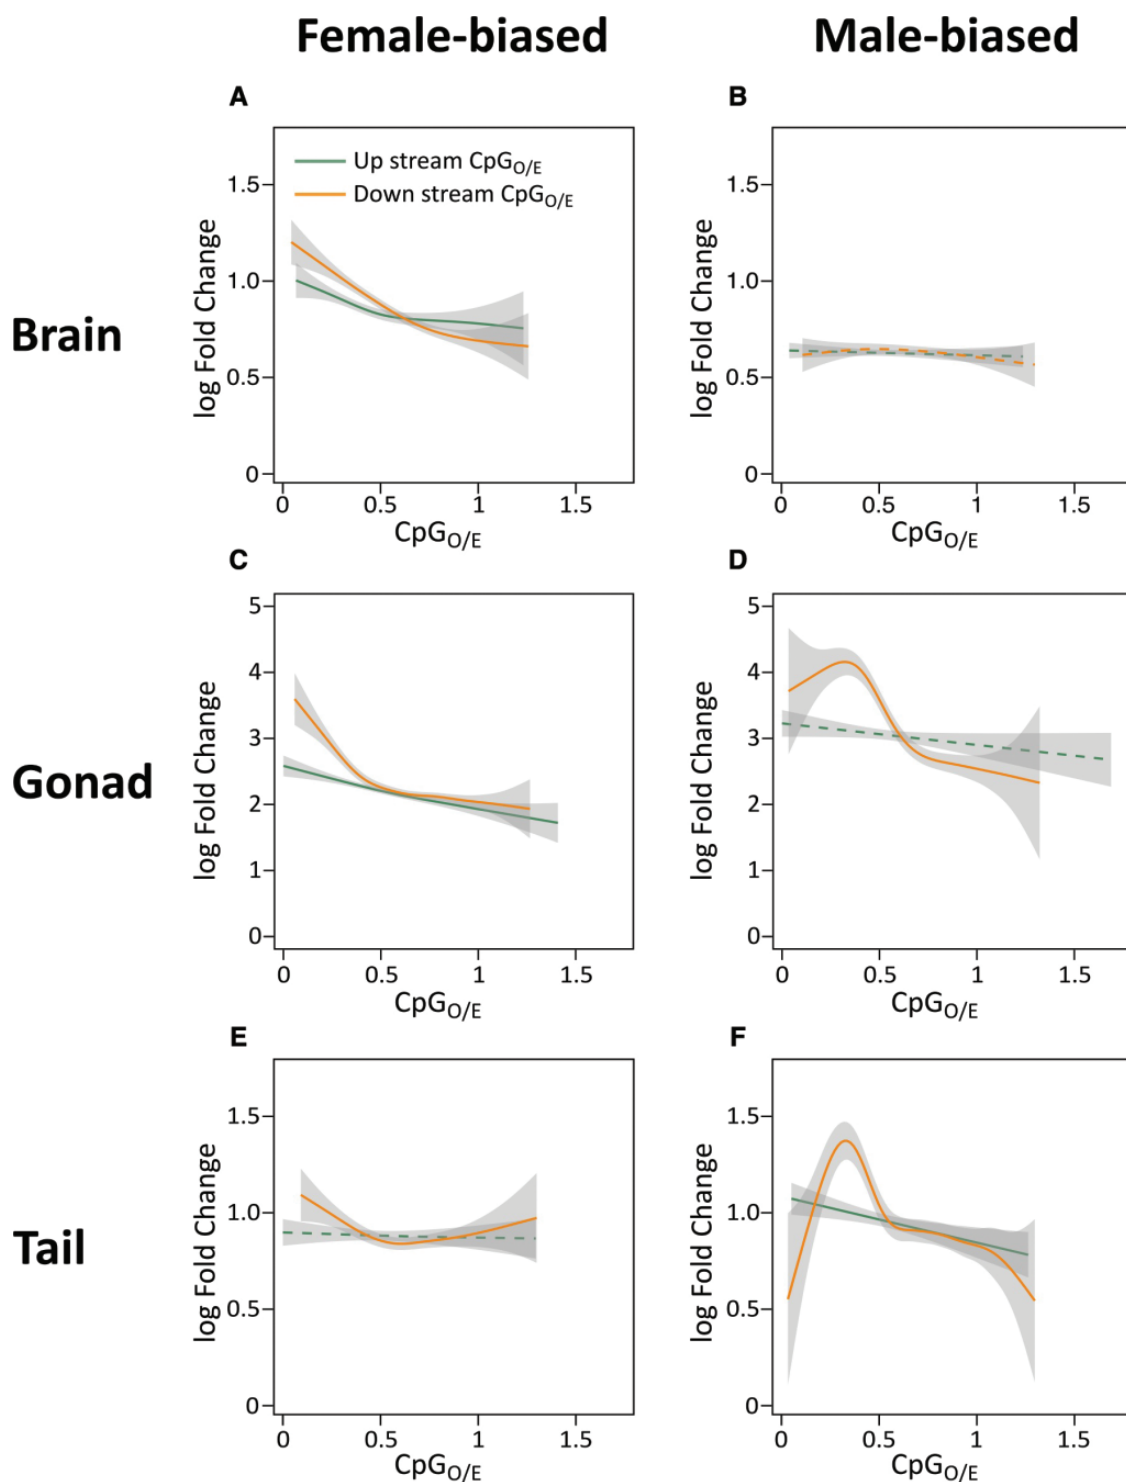 Female-biased Male-biased
A B
Up stream CpGO/E
Down stream CpGO/E
1.5 1.5
1.0 1.0
0.5 0.5
0 0
log Fold Change log Fold Change
Brain
0 0.5 1 1.5 0 0.5 1 1.5
CpGO/E CpGO/E
C D
5 5
4 4
3 3
2 2
1 1
0 0
log Fold Change log Fold Change
Gonad
0 0.5 1 1.5 0 0.5 1 1.5
CpGO/E CpGO/E
E F
1.5 1.5
1.0 1.0
0.5 0.5
0 0
log Fold Change log Fold Change
Tail
0 0.5 1 1.5 0 0.5 1 1.5
CpGO/E CpGO/E